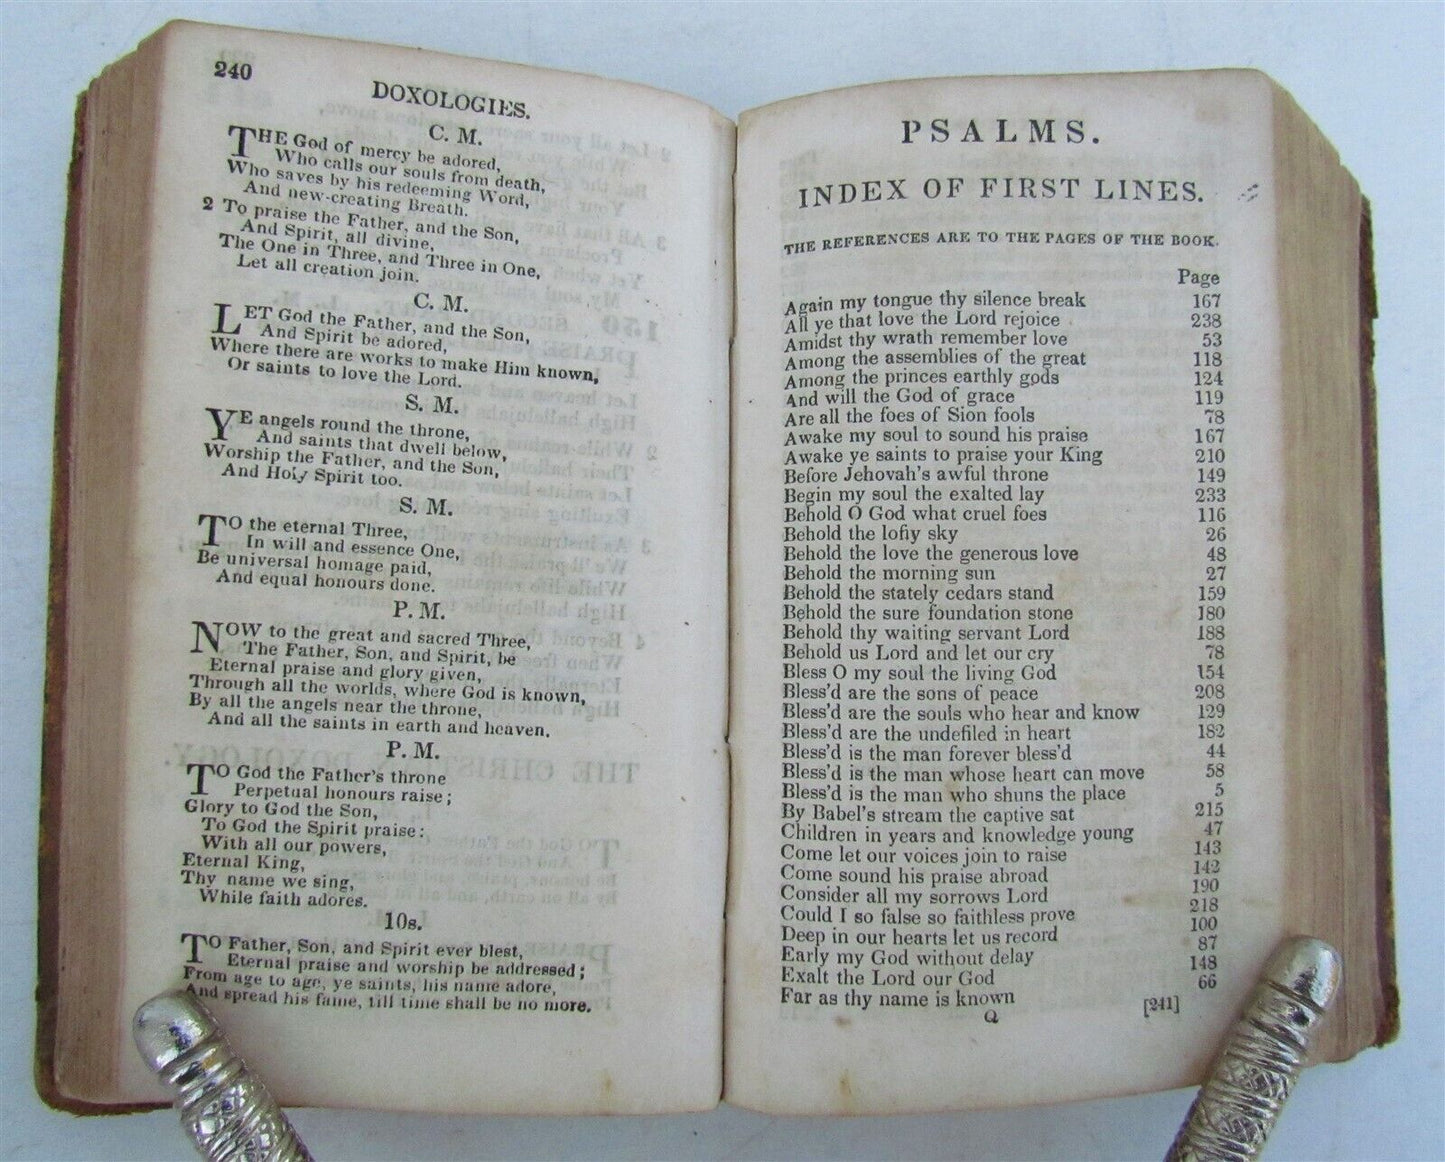 240
DOXOLOGIES.
C. M.
THE God of mercy be adored,
Who calls our souls from death,
Who saves by his redeeming Word,
And new-creating Breath.
2 To praise the Father, and the Son,
And Spirit, all divine,
The One in Three, and Three in One,
Let all creation join.
C. M.
LET God the Father, and the Son,
And Spirit be adored,
Where there are works to make Him known,
Or saints to love the Lord.
S. M.
YE angels round the throne,
And saints that dwell below,
Worship the Father, and the Son,
And Holy Spirit too.
S. M.
TO the eternal Three,
In will and essence One,
Be universal homage paid,
And equal honours done.
P. M.
NOW to the great and sacred Three,
The Father, Son, and Spirit, be
Eternal praise and glory given,
Through all the worlds, where God is known,
By all the angels near the throne,
And all the saints in earth and heaven.
P. M.
TO God the Father's throne
Perpetual honours raise;
Glory to God the Son,
To God the Spirit praise:
With all our powers,
Eternal King,
Thy name we sing,
While faith adores.
10s.
TO Father, Son, and Spirit ever blest,
Eternal praise and worship be addressed;
From age to age, ye saints, his name adore,
And spread his fame, till time shall be no more.
PSALMS.
INDEX OF FIRST LINES.
THE REFERENCES ARE TO THE PAGES OF THE BOOK.
Page
Again my tongue thy silence break 167
All ye that love the Lord rejoice 238
Amidst thy wrath remember love 53
Among the assemblies of the great 118
Among the princes earthly gods 124
And will the God of grace 119
Are all the foes of Sion fools 78
Awake my soul to sound his praise 167
Awake ye saints to praise your King 210
Before Jehovah's awful throne 149
Begin my soul the exalted lay 233
Behold O God what cruel foes 116
Behold the lofty sky 26
Behold the love the generous love 48
Behold the morning sun 27
Behold the stately cedars stand 159
Behold the sure foundation stone 180
Behold thy waiting servant Lord 188
Behold us Lord and let our cry 78
Bless O my soul the living God 154
Bless'd are the sons of peace 208
Bless'd are the souls who hear and know 129
Bless'd are the undefiled in heart 182
Bless'd is the man forever bless'd 44
Bless'd is the man whose heart can move 58
Bless'd is the man who shuns the place 5
By Babel's stream the captive sat 215
Children in years and knowledge young 47
Come let our voices join to raise 143
Come sound his praise abroad 142
Consider all my sorrows Lord 190
Could I so false so faithless prove 218
Deep in our hearts let us record 100
Early my God without delay 87
Exalt the Lord our God 148
Far as thy name is known 66
Q [241]